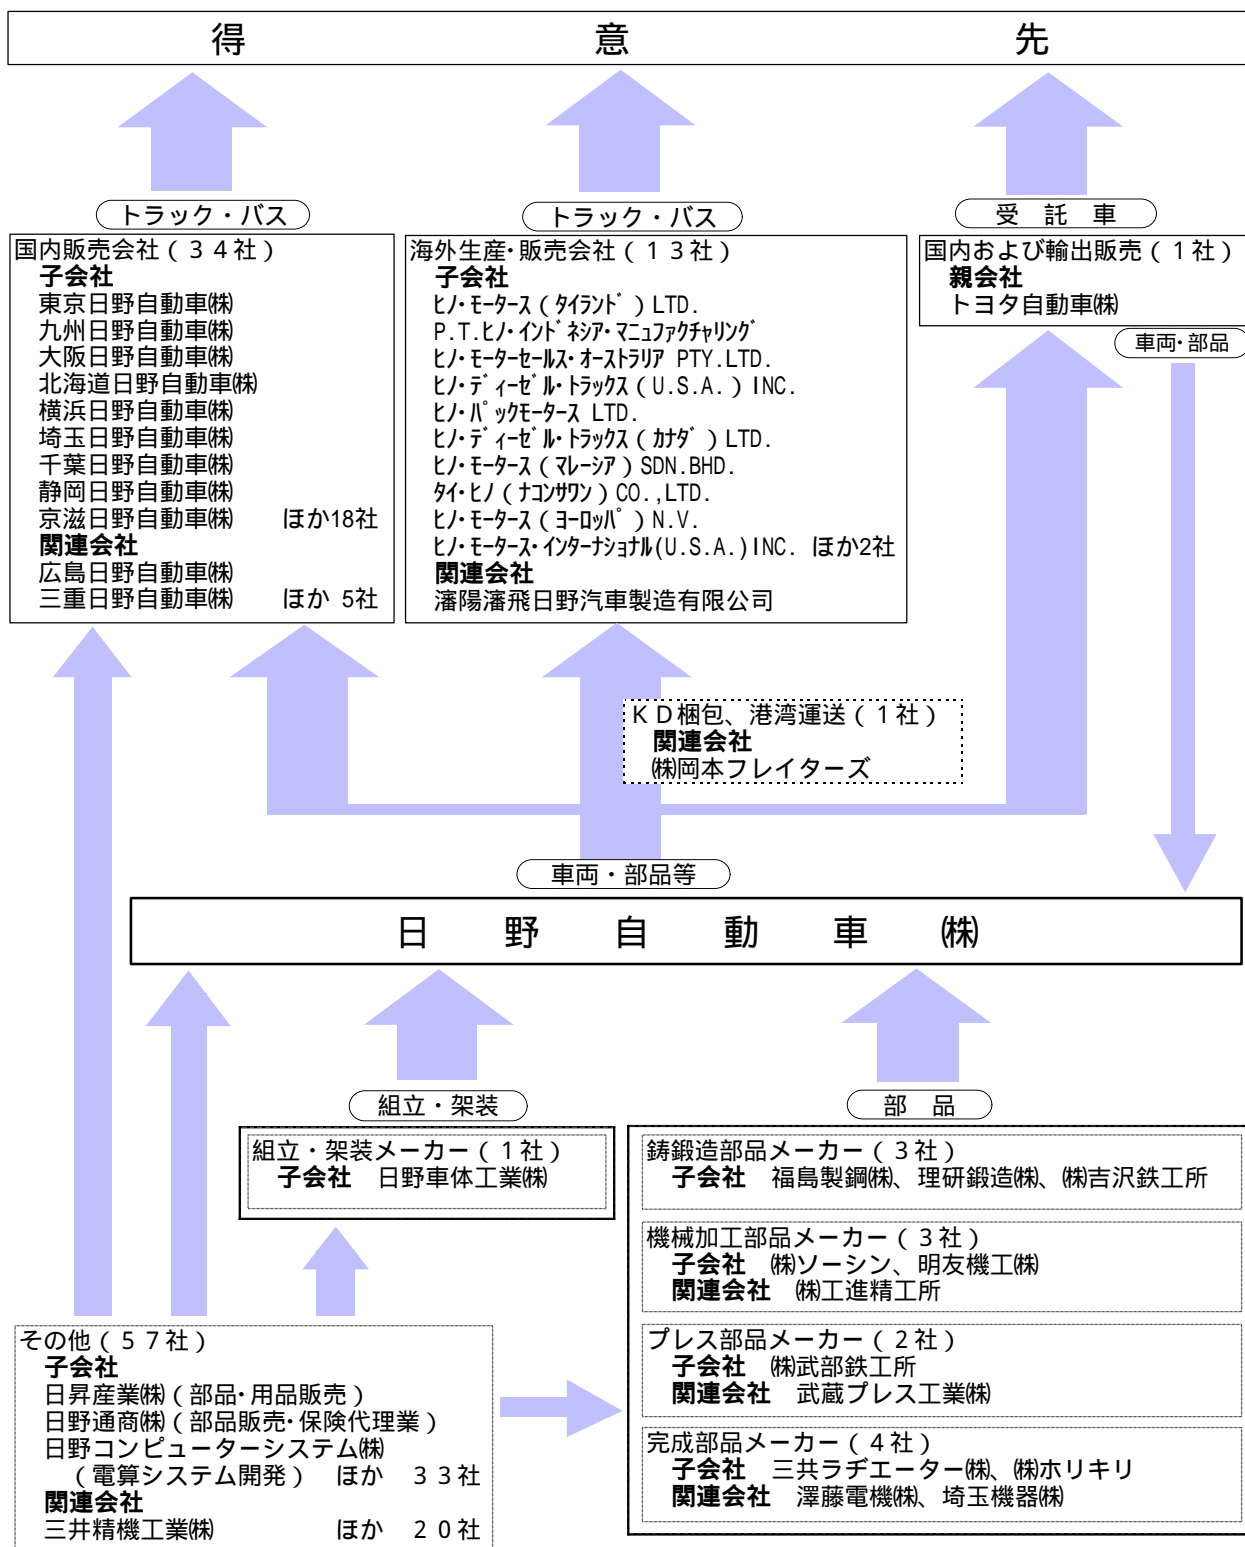 得 意 先
トラック・バス
トラック・バス
受 託 車
国内販売会社(34社)
子会社
東京日野自動車㈱
九州日野自動車㈱
大阪日野自動車㈱
北海道日野自動車㈱
横浜日野自動車㈱
埼玉日野自動車㈱
千葉日野自動車㈱
静岡日野自動車㈱
京滋日野自動車㈱ ほか18社
関連会社
広島日野自動車㈱
三重日野自動車㈱ ほか 5社
海外生産・販売会社(13社)
子会社
ﾋﾉ・ﾓｰﾀｰｽ(ﾀｲﾗﾝﾄﾞ)LTD.
P.T.ﾋﾉ・ｲﾝﾄﾞﾈｼｱ・ﾏﾆｭﾌｧｸﾁｬﾘﾝｸﾞ
ﾋﾉ・ﾓｰﾀｰｾｰﾙｽ・ｵｰｽﾄﾗﾘｱ PTY.LTD.
ﾋﾉ・ﾃﾞｨｰｾﾞﾙ・ﾄﾗｯｸｽ(U.S.A.)INC.
ﾋﾉ・ﾊﾟｯｸﾓｰﾀｰｽ LTD.
ﾋﾉ・ﾃﾞｨｰｾﾞﾙ・ﾄﾗｯｸｽ(ｶﾅﾀﾞ)LTD.
ﾋﾉ・ﾓｰﾀｰｽ(ﾏﾚｰｼｱ)SDN.BHD.
ﾀｲ・ﾋﾉ(ﾅｺﾝｻﾜﾝ)CO.,LTD.
ﾋﾉ・ﾓｰﾀｰｽ(ﾖｰﾛｯﾊﾟ)N.V.
ﾋﾉ・ﾓｰﾀｰｽ・ｲﾝﾀｰﾅｼｮﾅﾙ(U.S.A.)INC. ほか2社
関連会社
瀋陽瀋飛日野汽車製造有限公司
国内および輸出販売(1社)
親会社
トヨタ自動車㈱
車両・部品
KD梱包、港湾運送(1社)
関連会社
㈱岡本フレイターズ
車両・部品等
日 野 自 動 車 ㈱
組立・架装
部 品
組立・架装メーカー(1社)
子会社 日野車体工業㈱
鋳鍛造部品メーカー(3社)
子会社 福島製鋼㈱、理研鍛造㈱、㈱吉沢鉄工所
機械加工部品メーカー(3社)
子会社 ㈱ソーシン、明友機工㈱
関連会社 ㈱工進精工所
プレス部品メーカー(2社)
子会社 ㈱武部鉄工所
関連会社 武蔵プレス工業㈱
完成部品メーカー(4社)
子会社 三共ラヂエーター㈱、㈱ホリキリ
関連会社 澤藤電機㈱、埼玉機器㈱
その他(57社)
子会社
日昇産業㈱(部品・用品販売)
日野通商㈱(部品販売・保険代理業)
日野コンピューターシステム㈱
(電算システム開発) ほか 33社
関連会社
三井精機工業㈱ ほか 20社